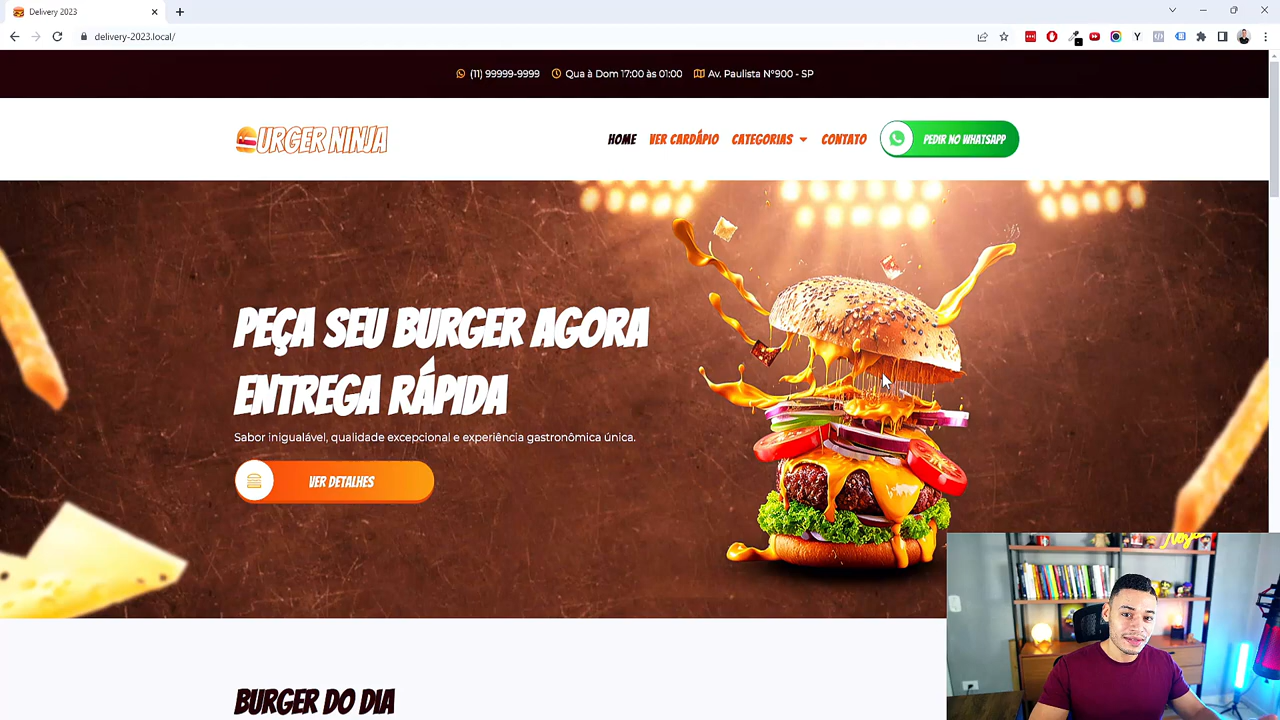 Delivery 2023
delivery-2023.local/
(11) 99999-9999
Qua à Dom 17:00 às 01:00
Av. Paulista Nº900 - SP
URGER NINJA
HOME
VER CARDÁPIO
CATEGORIAS
CONTATO
PEDIR NO WHATSAPP
PEÇA SEU BURGER AGORA
ENTREGA RÁPIDA
Sabor inigualável, qualidade excepcional e experiência gastronômica única.
VER DETALHES
BURGER DO DIA